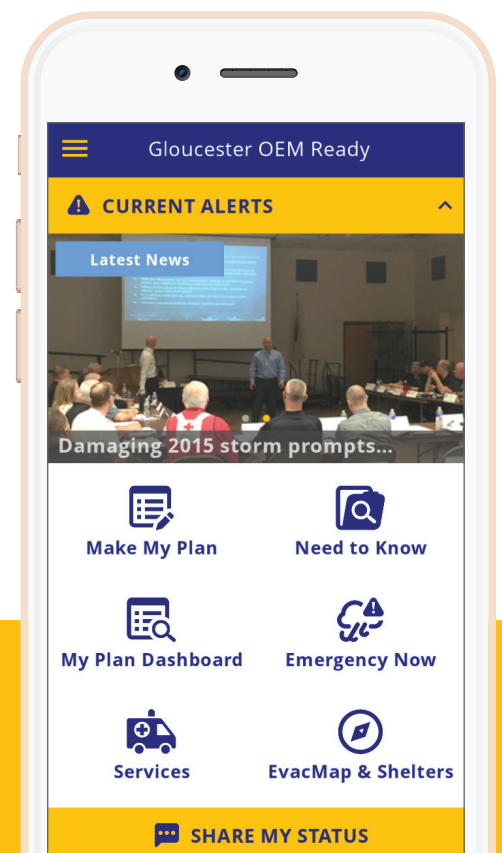 Gloucester OEM Ready
CURRENT ALERTS
Latest News
Damaging 2015 storm prompts...
Make My Plan
Need to Know
My Plan Dashboard
Emergency Now
Services
EvacMap & Shelters
SHARE MY STATUS